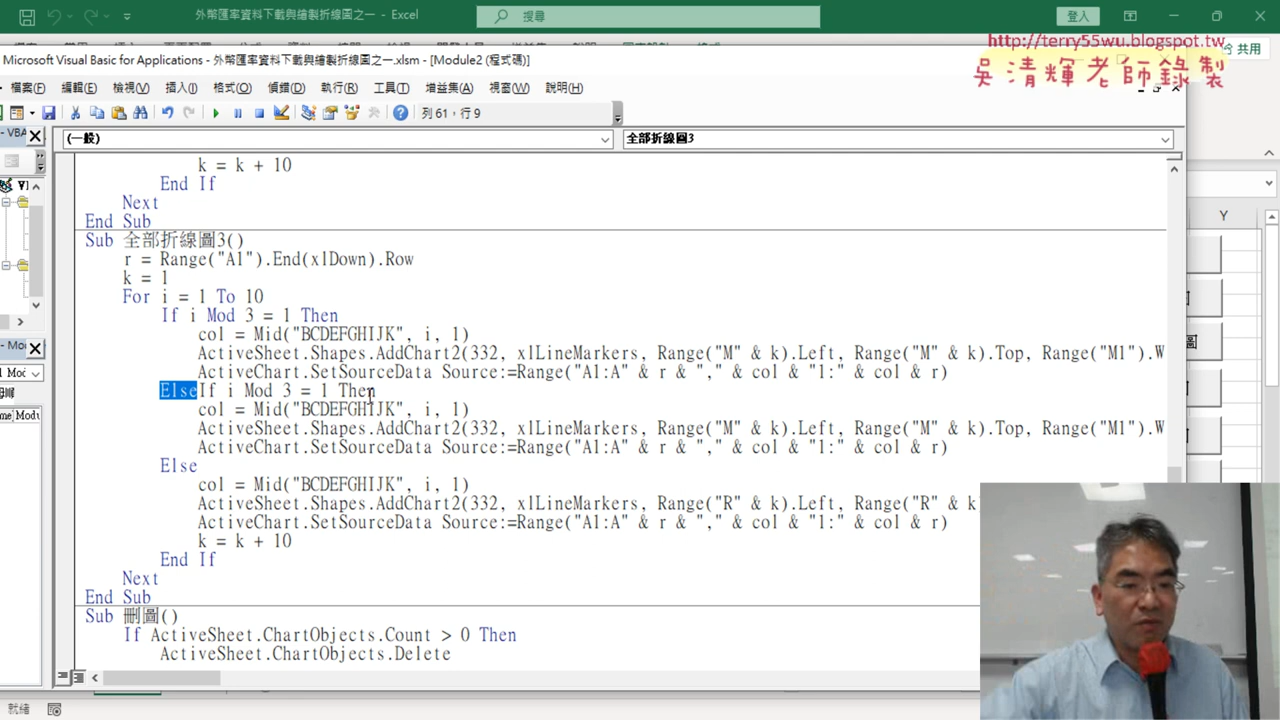 外幣匯率資料下載與繪製折線圖之一 - Excel
搜尋
登入
http://terry55wu.blogspot.tw
吳清輝老師錄製
共用
Microsoft Visual Basic for Applications - 外幣匯率資料下載與繪製折線圖之一.xlsm - [Module2 (程式碼)]
檔案(F) 編輯(E) 檢視(V) 插入(I) 格式(O) 偵錯(D) 執行(R) 工具(T) 增益集(A) 視窗(W) 說明(H)
列 61，行 9
(一般)
全部折線圖3
k = k + 10
End If
Next
End Sub
Sub 全部折線圖3()
r = Range("A1").End(xlDown).Row
k = 1
For i = 1 To 10
If i Mod 3 = 1 Then
col = Mid("BCDEFGHIJK", i, 1)
ActiveSheet.Shapes.AddChart2(332, xlLineMarkers, Range("M" & k).Left, Range("M" & k).Top, Range("M1").W
ActiveChart.SetSourceData Source:=Range("A1:A" & r & "," & col & "1:" & col & r)
ElseIf i Mod 3 = 1 Then
col = Mid("BCDEFGHIJK", i, 1)
ActiveSheet.Shapes.AddChart2(332, xlLineMarkers, Range("M" & k).Left, Range("M" & k).Top, Range("M1").W
ActiveChart.SetSourceData Source:=Range("A1:A" & r & "," & col & "1:" & col & r)
Else
col = Mid("BCDEFGHIJK", i, 1)
ActiveSheet.Shapes.AddChart2(332, xlLineMarkers, Range("R" & k).Left, Range("R" & k
ActiveChart.SetSourceData Source:=Range("A1:A" & r & "," & col & "1:" & col & r)
k = k + 10
End If
Next
End Sub
Sub 刪圖()
If ActiveSheet.ChartObjects.Count > 0 Then
ActiveSheet.ChartObjects.Delete
Y
圖
就緒